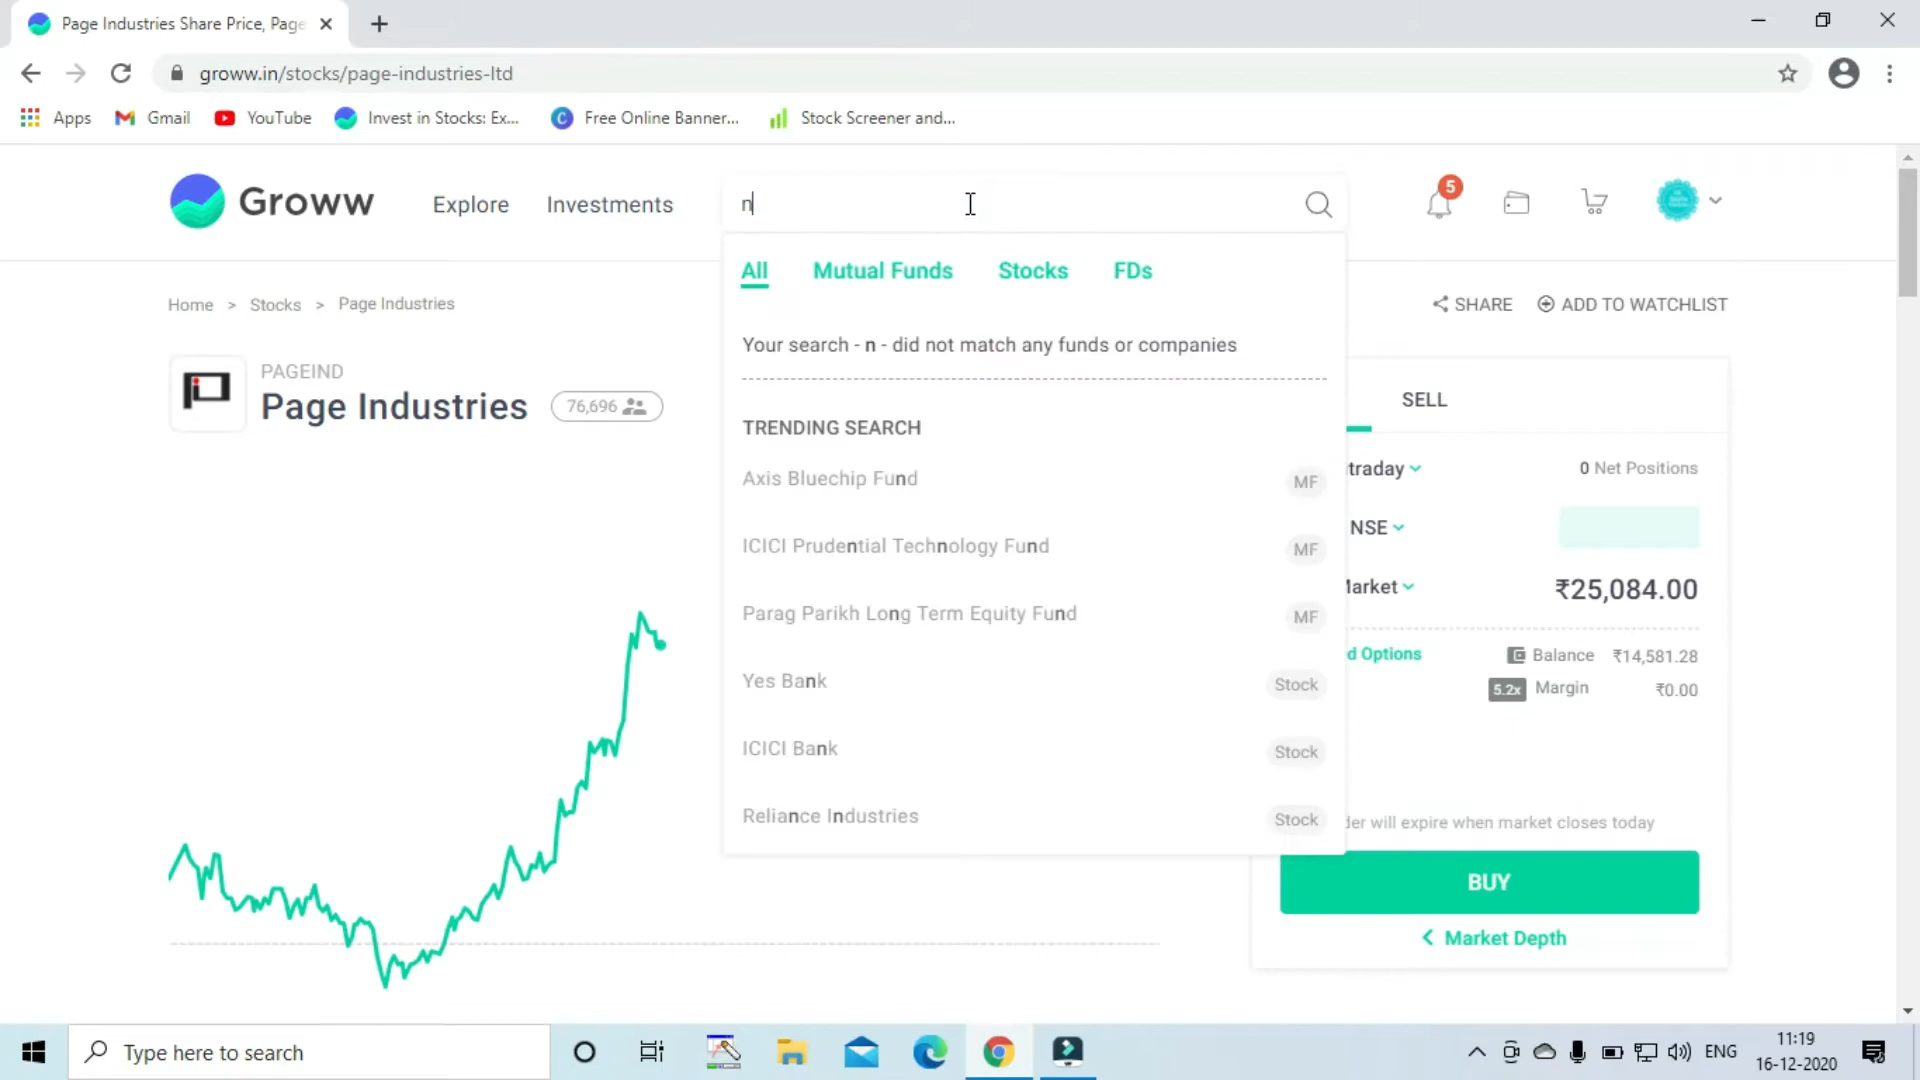 Page Industries Share Price, Page
groww.in/stocks/page-industries-ltd
Apps
Gmail
YouTube
Invest in Stocks: Ex...
Free Online Banner...
Stock Screener and...
Groww
Explore
Investments
n
5
All
Mutual Funds
Stocks
FDs
Home > Stocks > Page Industries
SHARE
ADD TO WATCHLIST
Your search - n - did not match any funds or companies
PAGEIND
Page Industries
76,696
SELL
TRENDING SEARCH
Axis Bluechip Fund MF
ICICI Prudential Technology Fund MF
Parag Parikh Long Term Equity Fund MF
Yes Bank Stock
ICICI Bank Stock
Reliance Industries Stock
traday
0 Net Positions
NSE
Market
₹25,084.00
d Options
Balance ₹14,581.28
5.2x Margin ₹0.00
der will expire when market closes today
BUY
Market Depth
Type here to search
ENG
11:19
16-12-2020